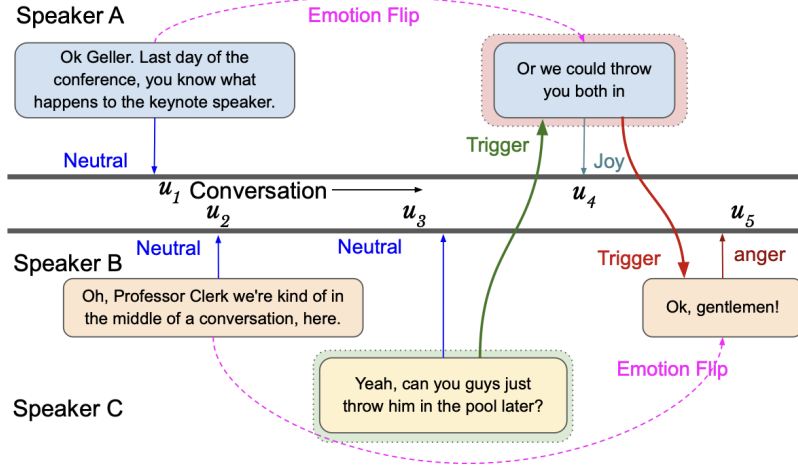 Speaker A
Emotion Flip
Ok Geller. Last day of the
conference, you know what
happens to the keynote speaker.
Or we could throw
you both in
Trigger
Neutral
Joy
u1 Conversation
u4
u2
u3
u5
Neutral
Neutral
Trigger
anger
Speaker B
Oh, Professor Clerk we're kind of in
the middle of a conversation, here.
Ok, gentlemen!
Emotion Flip
Yeah, can you guys just
throw him in the pool later?
Speaker C